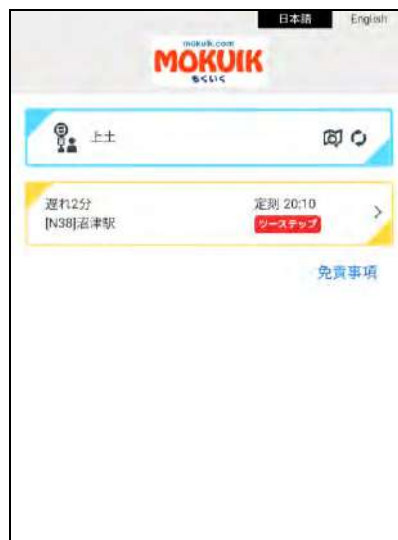 日本語 English
mokuik.com
MOKUIK
もくいく
上土
遅れ2分 定刻 20:10
[N38]沼津駅 ツーステップ
免責事項